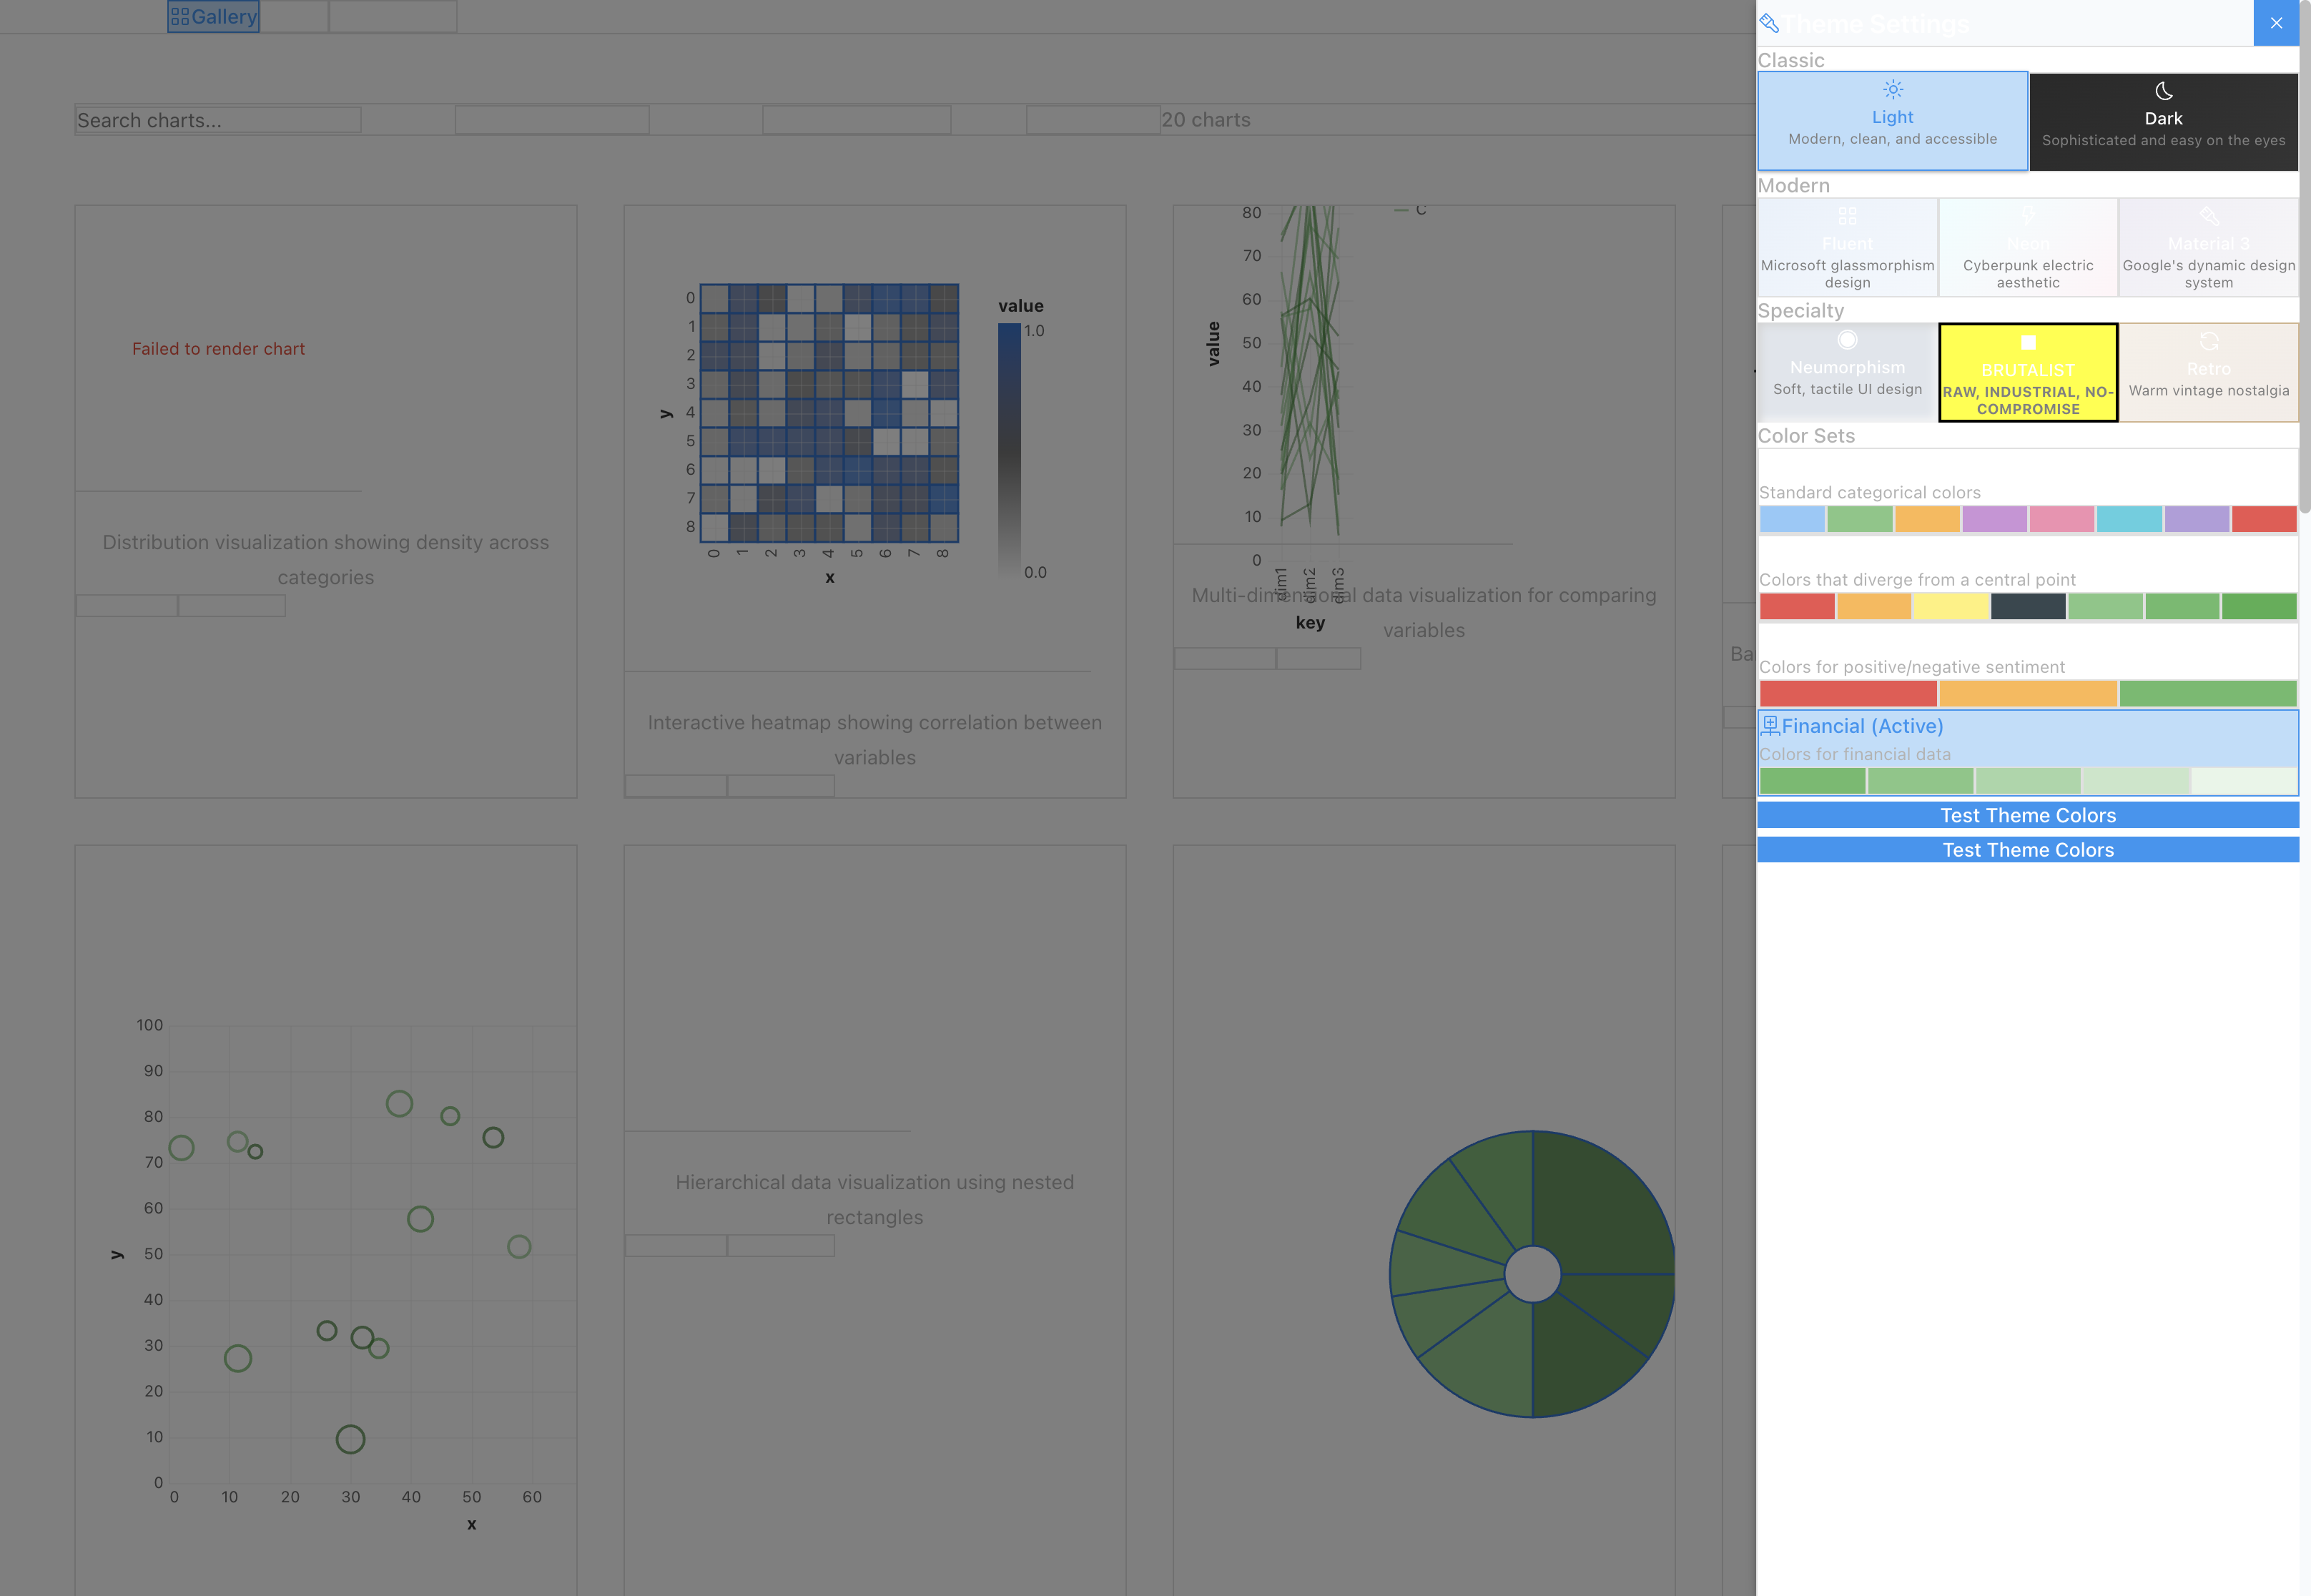 Gallery
Search charts...
20 charts
Failed to render chart
Distribution visualization showing density across
categories
0
1
2
3
4
5
6
7
8
y
0 1 2 3 4 5 6 7 8
x
value
1.0
0.0
Interactive heatmap showing correlation between
variables
C
80
70
60
50
40
30
20
10
0
value
dim1 dim2 dim3
key
Multi-dimensional data visualization for comparing
variables
Ba
100
90
80
70
60
50
40
30
20
10
0
y
0 10 20 30 40 50 60
x
Hierarchical data visualization using nested
rectangles
Theme Settings
Classic
Light
Modern, clean, and accessible
Dark
Sophisticated and easy on the eyes
Modern
Fluent
Microsoft glassmorphism
design
Neon
Cyberpunk electric
aesthetic
Material 3
Google's dynamic design
system
Specialty
Neumorphism
Soft, tactile UI design
BRUTALIST
RAW, INDUSTRIAL, NO-
COMPROMISE
Retro
Warm vintage nostalgia
Color Sets
Standard categorical colors
Colors that diverge from a central point
Colors for positive/negative sentiment
Financial (Active)
Colors for financial data
Test Theme Colors
Test Theme Colors